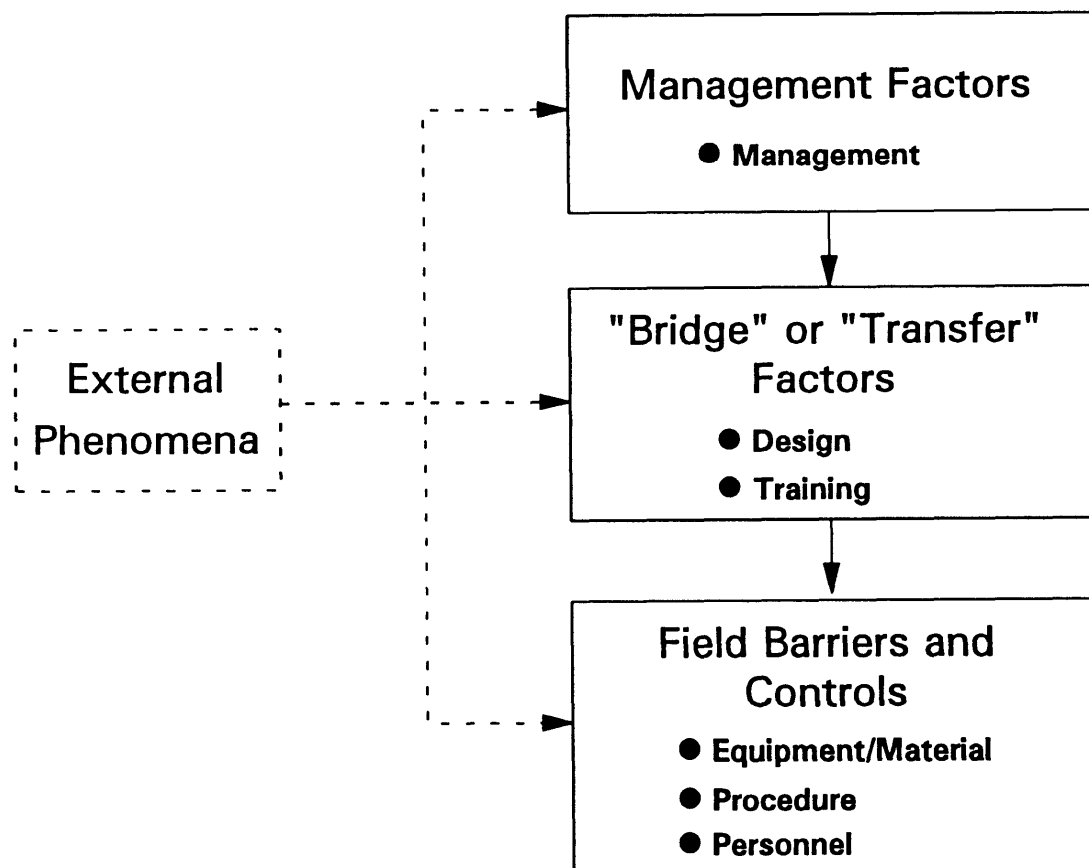 Management Factors
● Management
"Bridge" or "Transfer"
Factors
● Design
● Training
External
Phenomena
Field Barriers and
Controls
● Equipment/Material
● Procedure
● Personnel